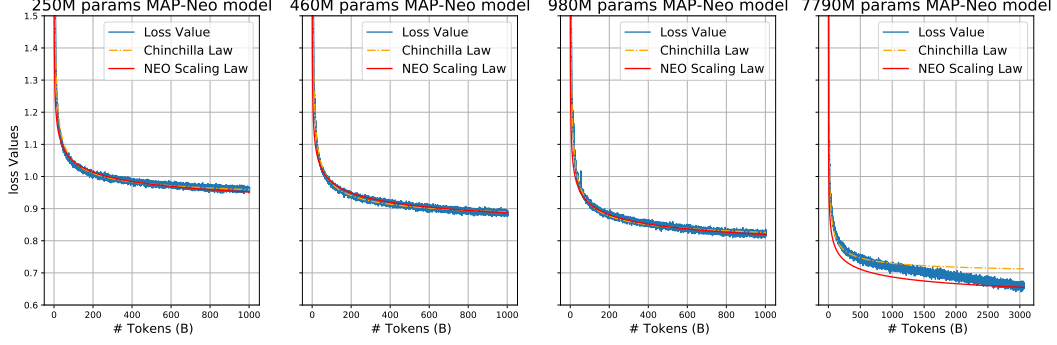 250M params MAP-Neo model
460M params MAP-Neo model
980M params MAP-Neo model
7790M params MAP-Neo model
loss Values
1.5
1.4
1.3
1.2
1.1
1.0
0.9
0.8
0.7
0.6
Loss Value
Chinchilla Law
NEO Scaling Law
0 200 400 600 800 1000
# Tokens (B)
Loss Value
Chinchilla Law
NEO Scaling Law
0 200 400 600 800 1000
# Tokens (B)
Loss Value
Chinchilla Law
NEO Scaling Law
0 200 400 600 800 1000
# Tokens (B)
Loss Value
Chinchilla Law
NEO Scaling Law
0 500 1000 1500 2000 2500 3000
# Tokens (B)